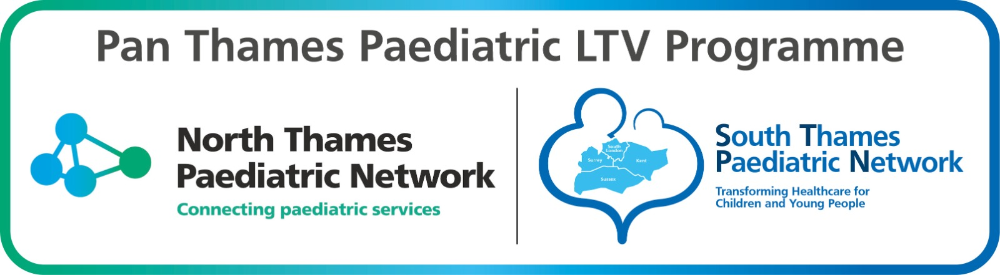 Pan Thames Paediatric LTV Programme
North Thames
Paediatric Network
Connecting paediatric services
South
London
Surrey
Kent
Sussex
South Thames
Paediatric Network
Transforming Healthcare for
Children and Young People